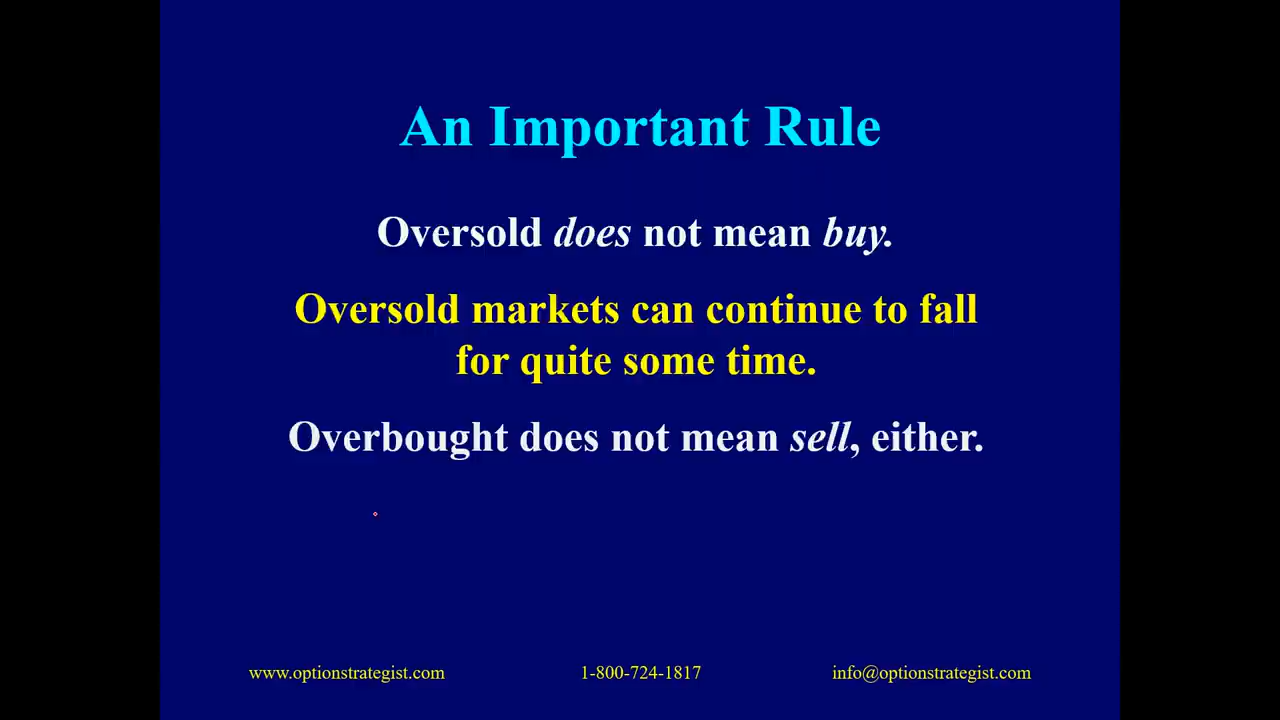 An Important Rule
Oversold does not mean buy.
Oversold markets can continue to fall
for quite some time.
Overbought does not mean sell, either.
www.optionstrategist.com 1-800-724-1817 info@optionstrategist.com